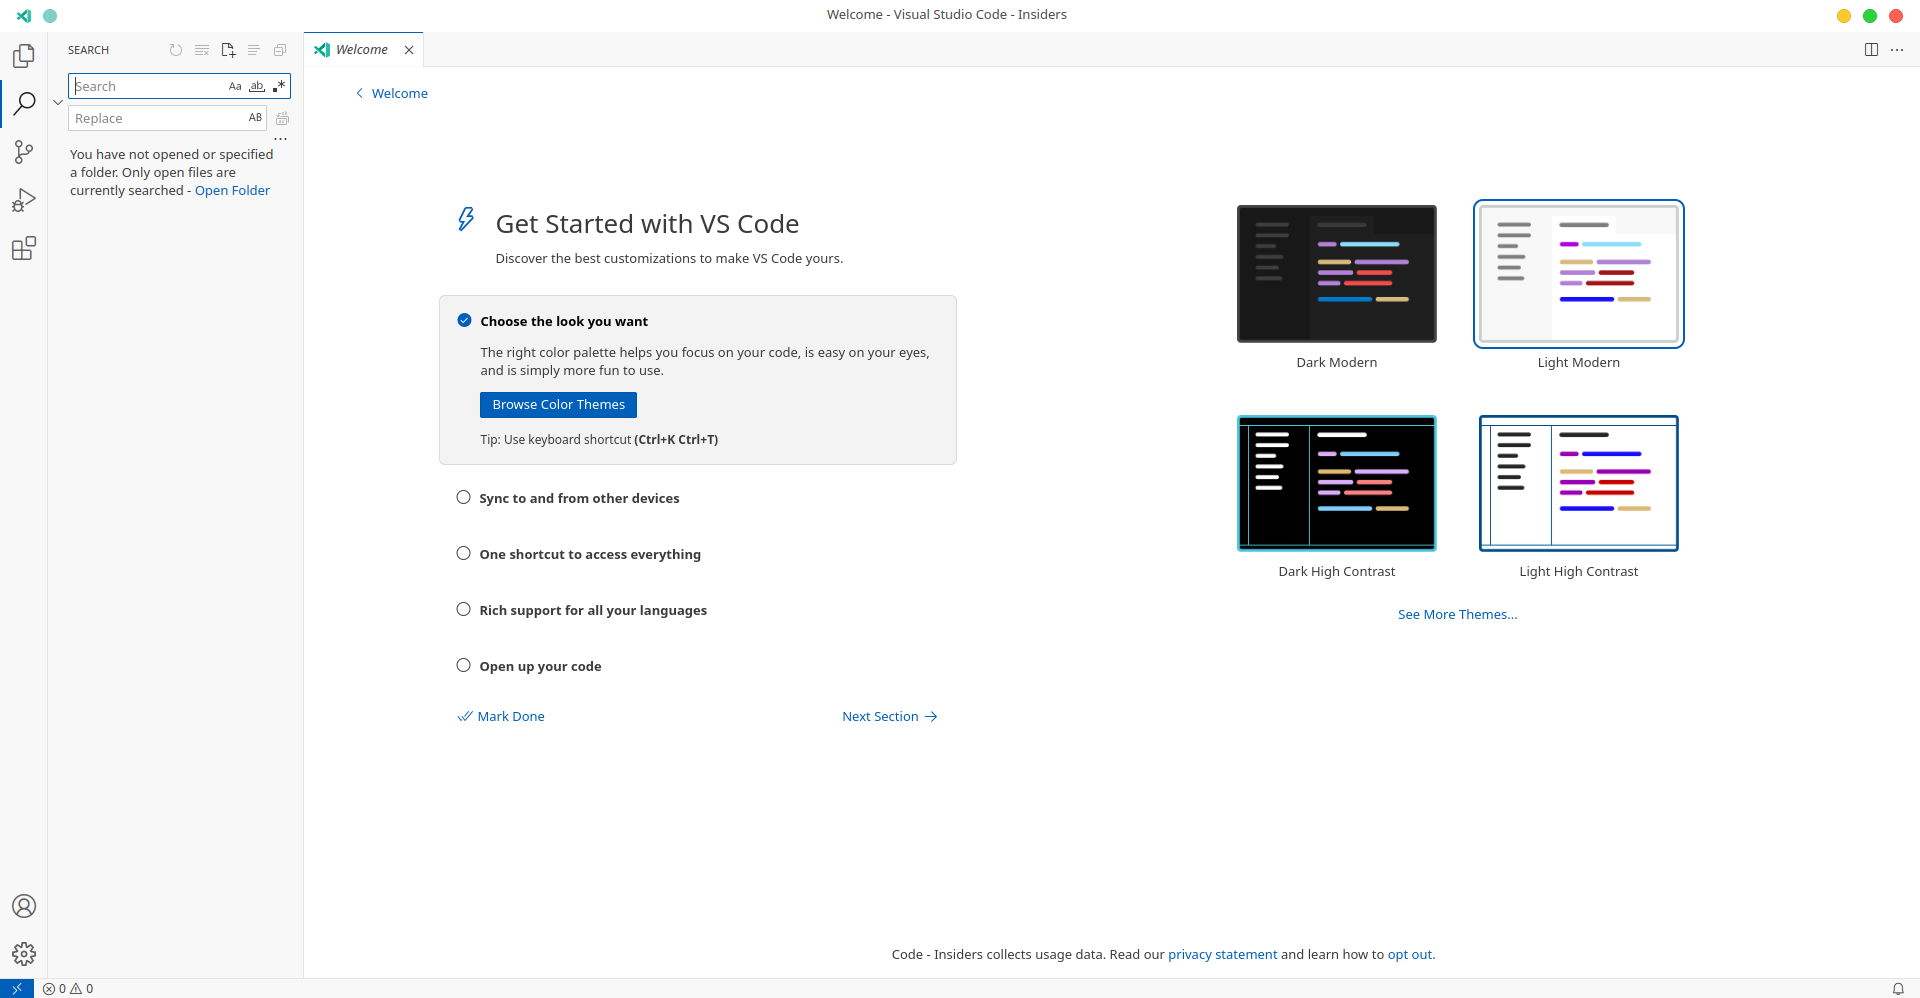 Welcome - Visual Studio Code - Insiders
SEARCH
Search
Aa
ab
Replace
AB
You have not opened or specified
a folder. Only open files are
currently searched - Open Folder
Welcome
Welcome
Get Started with VS Code
Discover the best customizations to make VS Code yours.
Choose the look you want
The right color palette helps you focus on your code, is easy on your eyes,
and is simply more fun to use.
Browse Color Themes
Tip: Use keyboard shortcut (Ctrl+K Ctrl+T)
Sync to and from other devices
One shortcut to access everything
Rich support for all your languages
Open up your code
Mark Done
Next Section
Dark Modern
Light Modern
Dark High Contrast
Light High Contrast
See More Themes...
Code - Insiders collects usage data. Read our privacy statement and learn how to opt out.
0 0